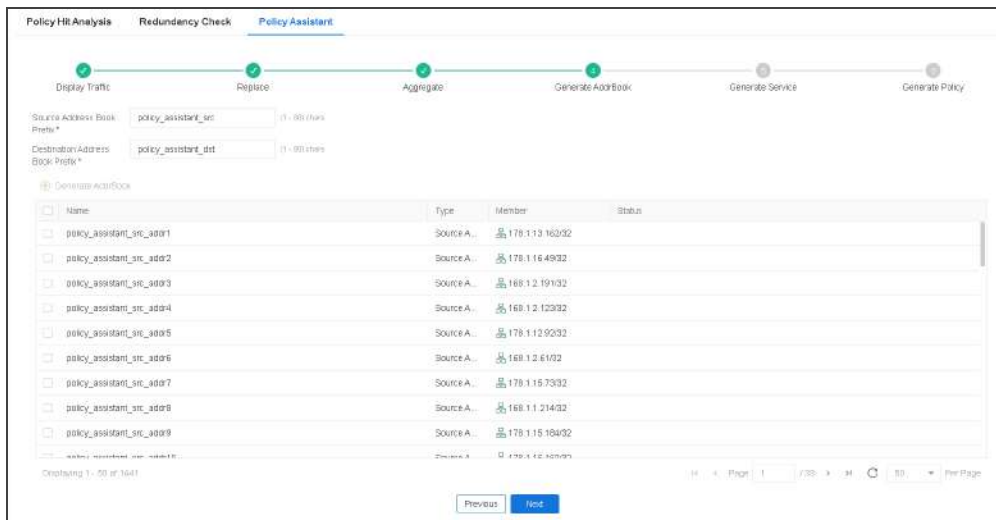 Policy Hit Analysis Redundancy Check Policy Assistant
Display Traffic Replace Aggregate Generate AddrBook Generate Service Generate Policy
Source Address Book Prefix * policy_assistant_src (1 - 80) chars
Destination Address Book Prefix * policy_assistant_dst (1 - 80) chars
Generate AddrBook
Name Type Member Status
policy_assistant_src_addr1 Source A... 178.1.13.162/32
policy_assistant_src_addr2 Source A... 178.1.16.49/32
policy_assistant_src_addr3 Source A... 168.1.2.191/32
policy_assistant_src_addr4 Source A... 168.1.2.123/32
policy_assistant_src_addr5 Source A... 178.1.12.92/32
policy_assistant_src_addr6 Source A... 168.1.2.61/32
policy_assistant_src_addr7 Source A... 178.1.15.73/32
policy_assistant_src_addr8 Source A... 168.1.1.214/32
policy_assistant_src_addr9 Source A... 178.1.15.184/32
Displaying 1 - 50 of 1641 Page 1 / 33 50 Per Page
Previous Next